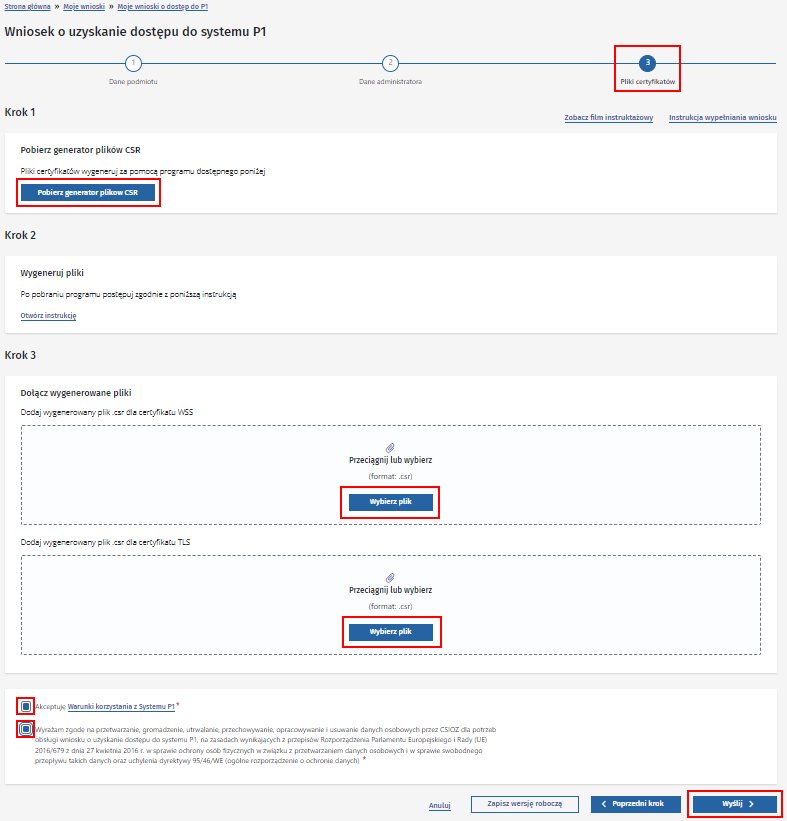 Strona główna » Moje wnioski » Moje wnioski o dostęp do P1
Wniosek o uzyskanie dostępu do systemu P1
1 2 3
Dane podmiotu Dane administratora Pliki certyfikatów
Krok 1
Zobacz film instruktażowy Instrukcja wypełniania wniosku
Pobierz generator plików CSR
Pliki certyfikatów wygeneruj za pomocą programu dostępnego poniżej
Pobierz generator plikow CSR
Krok 2
Wygeneruj pliki
Po pobraniu programu postępuj zgodnie z poniższą instrukcją
Otwórz instrukcję
Krok 3
Dołącz wygenerowane pliki
Dodaj wygenerowany plik .csr dla certyfikatu WSS
Przeciągnij lub wybierz
(format: .csr)
Wybierz plik
Dodaj wygenerowany plik .csr dla certyfikatu TLS
Przeciągnij lub wybierz
(format: .csr)
Wybierz plik
Akceptuję Warunki korzystania z Systemu P1 *
Wyrażam zgodę na przetwarzanie, gromadzenie, utrwalanie, przechowywanie, opracowywanie i usuwanie danych osobowych przez CSIOZ dla potrzeb
obsługi wniosku o uzyskanie dostępu do systemu P1, na zasadach wynikających z przepisów Rozporządzenia Parlamentu Europejskiego i Rady (UE)
2016/679 z dnia 27 kwietnia 2016 r. w sprawie ochrony osób fizycznych w związku z przetwarzaniem danych osobowych i w sprawie swobodnego
przepływu takich danych oraz uchylenia dyrektywy 95/46/WE (ogólne rozporządzenie o ochronie danych). *
Anuluj Zapisz wersję roboczą Poprzedni krok Wyślij